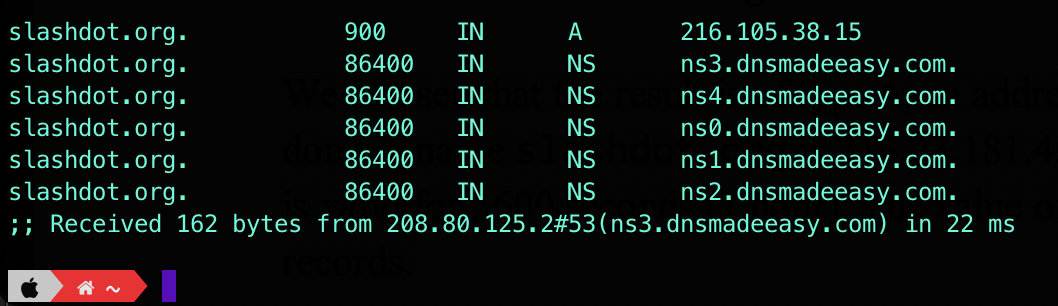 slashdot.org. 900 IN A 216.105.38.15
slashdot.org. 86400 IN NS ns3.dnsmadeeasy.com.
slashdot.org. 86400 IN NS ns4.dnsmadeeasy.com.
slashdot.org. 86400 IN NS ns0.dnsmadeeasy.com.
slashdot.org. 86400 IN NS ns1.dnsmadeeasy.com.
slashdot.org. 86400 IN NS ns2.dnsmadeeasy.com.
;; Received 162 bytes from 208.80.125.2#53(ns3.dnsmadeeasy.com) in 22 ms
~
records.